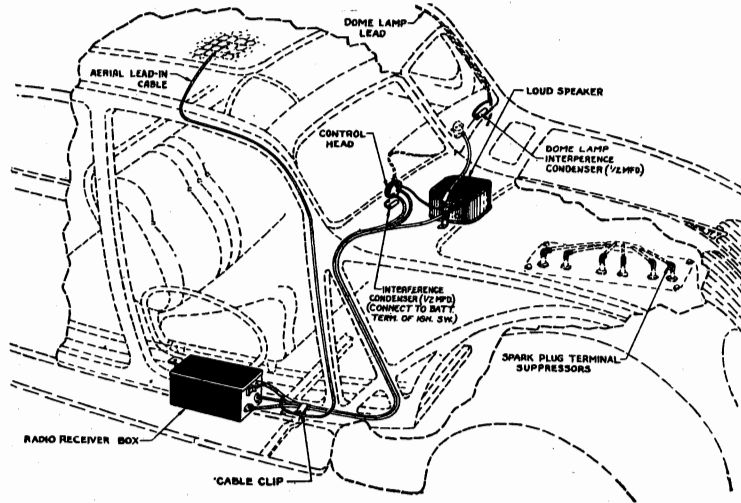 DOME LAMP
LEAD
AERIAL LEAD-IN
CABLE
LOUD SPEAKER
CONTROL
HEAD
DOME LAMP
INTERFERENCE
CONDENSER (1/2 MFD.)
INTERFERENCE
CONDENSER (1/2 MFD)
(CONNECT TO BATT.
TERM. OF IGN. SW.)
SPARK PLUG TERMINAL
SUPPRESSORS
RADIO RECEIVER BOX
CABLE CLIP